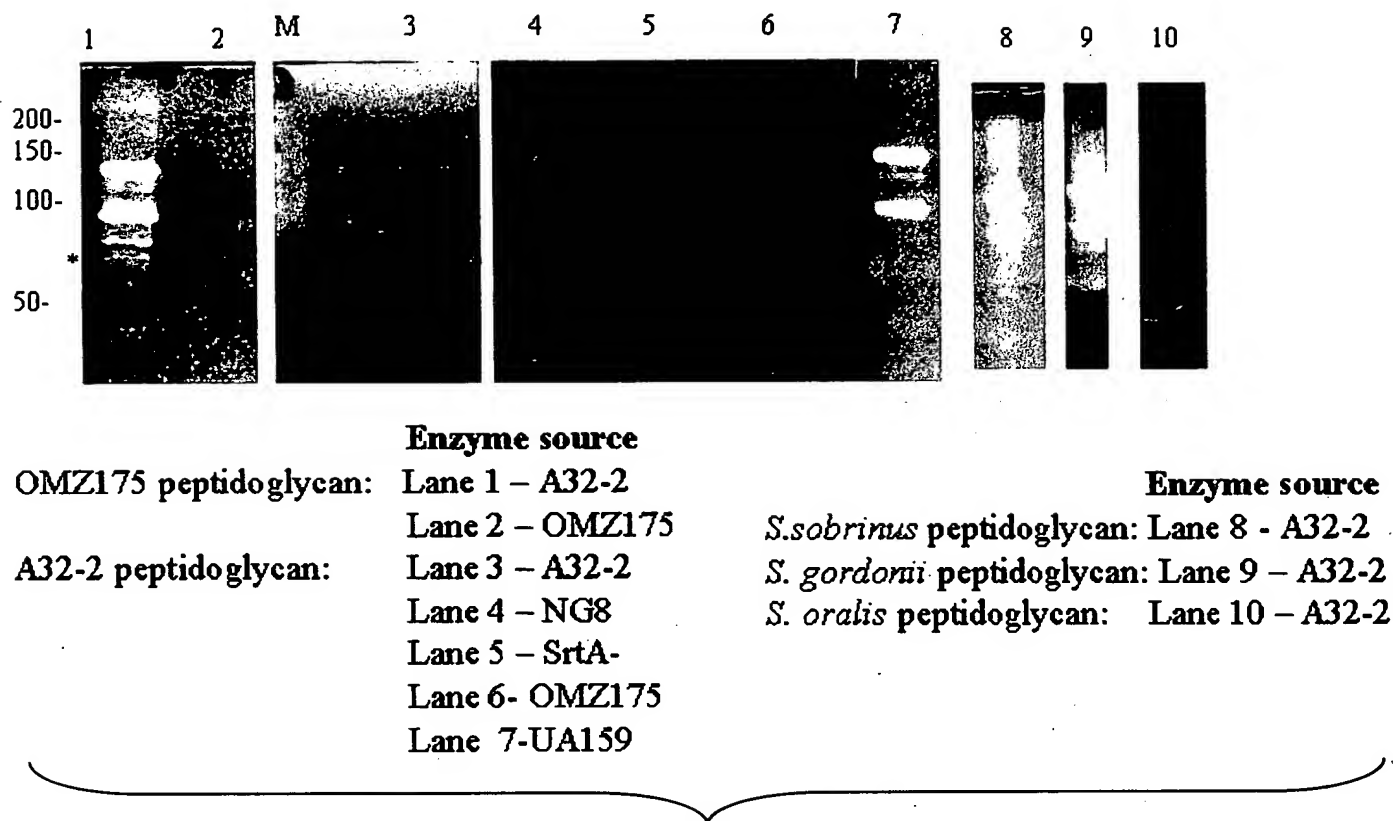 1 2 M 3 4 5 6 7 8 9 10
200-
150-
100-
*
50-
Enzyme source
OMZ175 peptidoglycan: Lane 1 – A32-2
Lane 2 – OMZ175
A32-2 peptidoglycan: Lane 3 – A32-2
Lane 4 – NG8
Lane 5 – SrtA-
Lane 6- OMZ175
Lane 7-UA159
Enzyme source
S.sobrinus peptidoglycan: Lane 8 - A32-2
S. gordonii peptidoglycan: Lane 9 – A32-2
S. oralis peptidoglycan: Lane 10 – A32-2